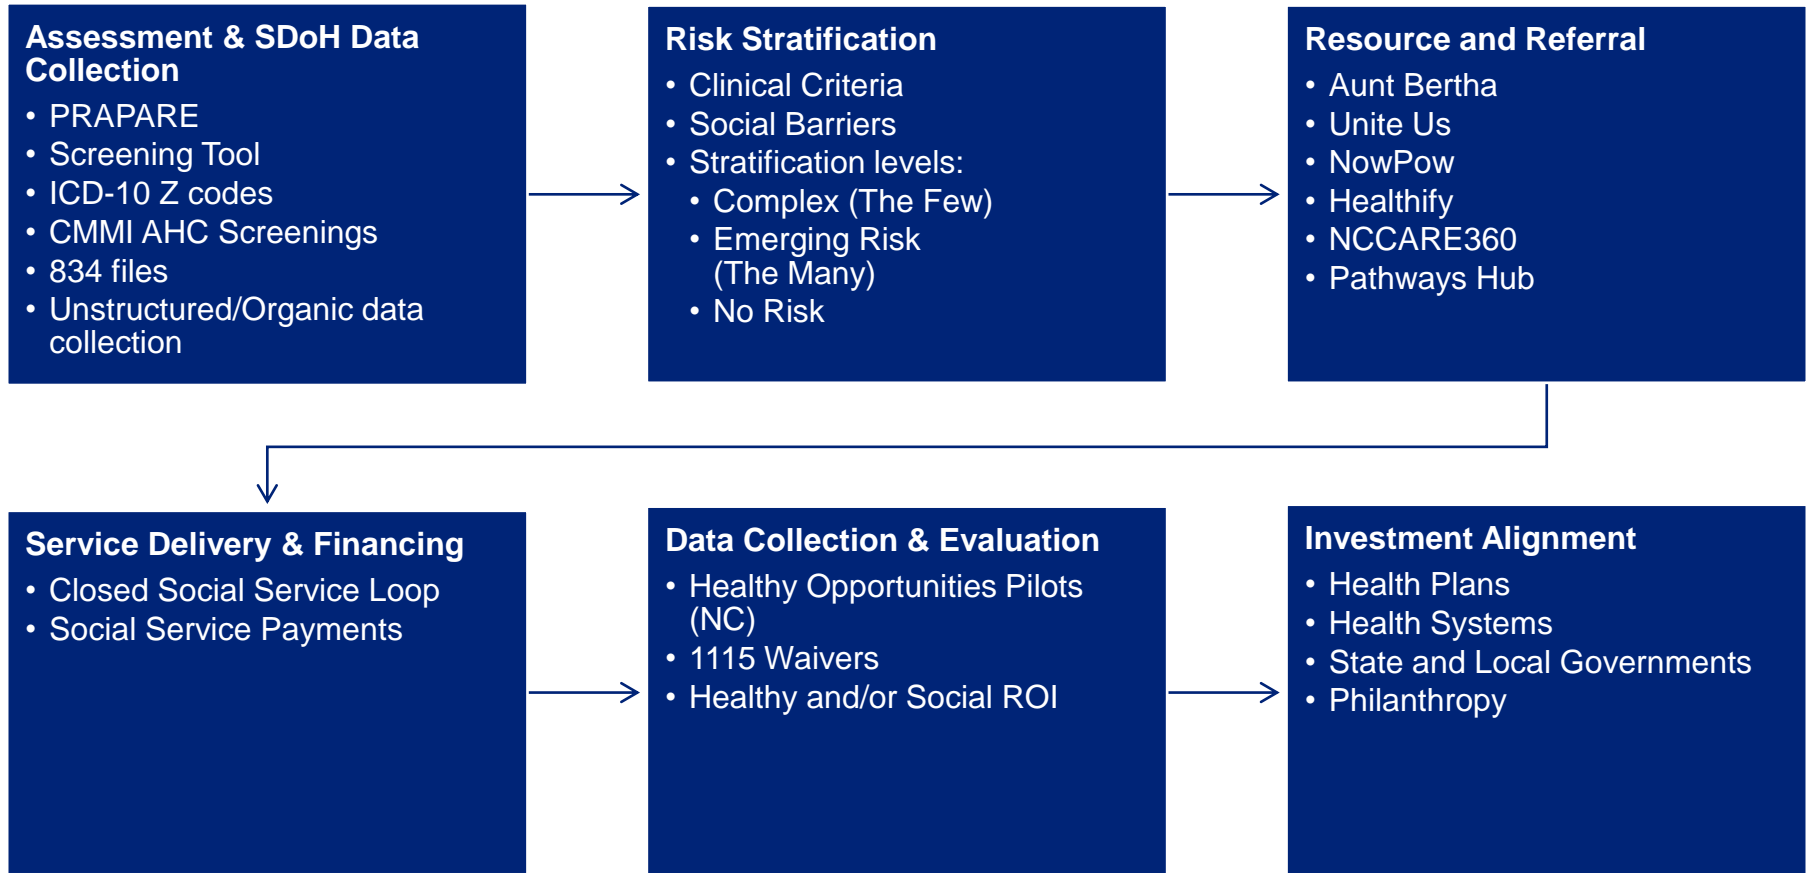 Assessment & SDoH Data
Collection
• PRAPARE
• Screening Tool
• ICD-10 Z codes
• CMMI AHC Screenings
• 834 files
• Unstructured/Organic data
collection
Risk Stratification
• Clinical Criteria
• Social Barriers
• Stratification levels:
• Complex (The Few)
• Emerging Risk
(The Many)
• No Risk
Resource and Referral
• Aunt Bertha
• Unite Us
• NowPow
• Healthify
• NCCARE360
• Pathways Hub
Service Delivery & Financing
• Closed Social Service Loop
• Social Service Payments
Data Collection & Evaluation
• Healthy Opportunities Pilots
(NC)
• 1115 Waivers
• Healthy and/or Social ROI
Investment Alignment
• Health Plans
• Health Systems
• State and Local Governments
• Philanthropy